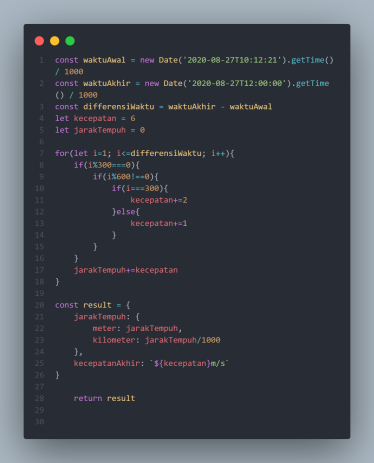 1 const waktuAwal = new Date('2020-08-27T10:12:21').getTime()
/ 1000
2 const waktuAkhir = new Date('2020-08-27T12:00:00').getTime
() / 1000
3 const differensiWaktu = waktuAkhir - waktuAwal
4 let kecepatan = 6
5 let jarakTempuh = 0
6
7 for(let i=1; i<=differensiWaktu; i++){
8     if(i%300===0){
9         if(i%600!==0){
10             if(i===300){
11                 kecepatan+=2
12             }else{
13                 kecepatan+=1
14             }
15         }
16     }
17     jarakTempuh+=kecepatan
18 }
19
20 const result = {
21     jarakTempuh: {
22         meter: jarakTempuh,
23         kilometer: jarakTempuh/1000
24     },
25     kecepatanAkhir: `${kecepatan}m/s`
26 }
27
28     return result
29
30